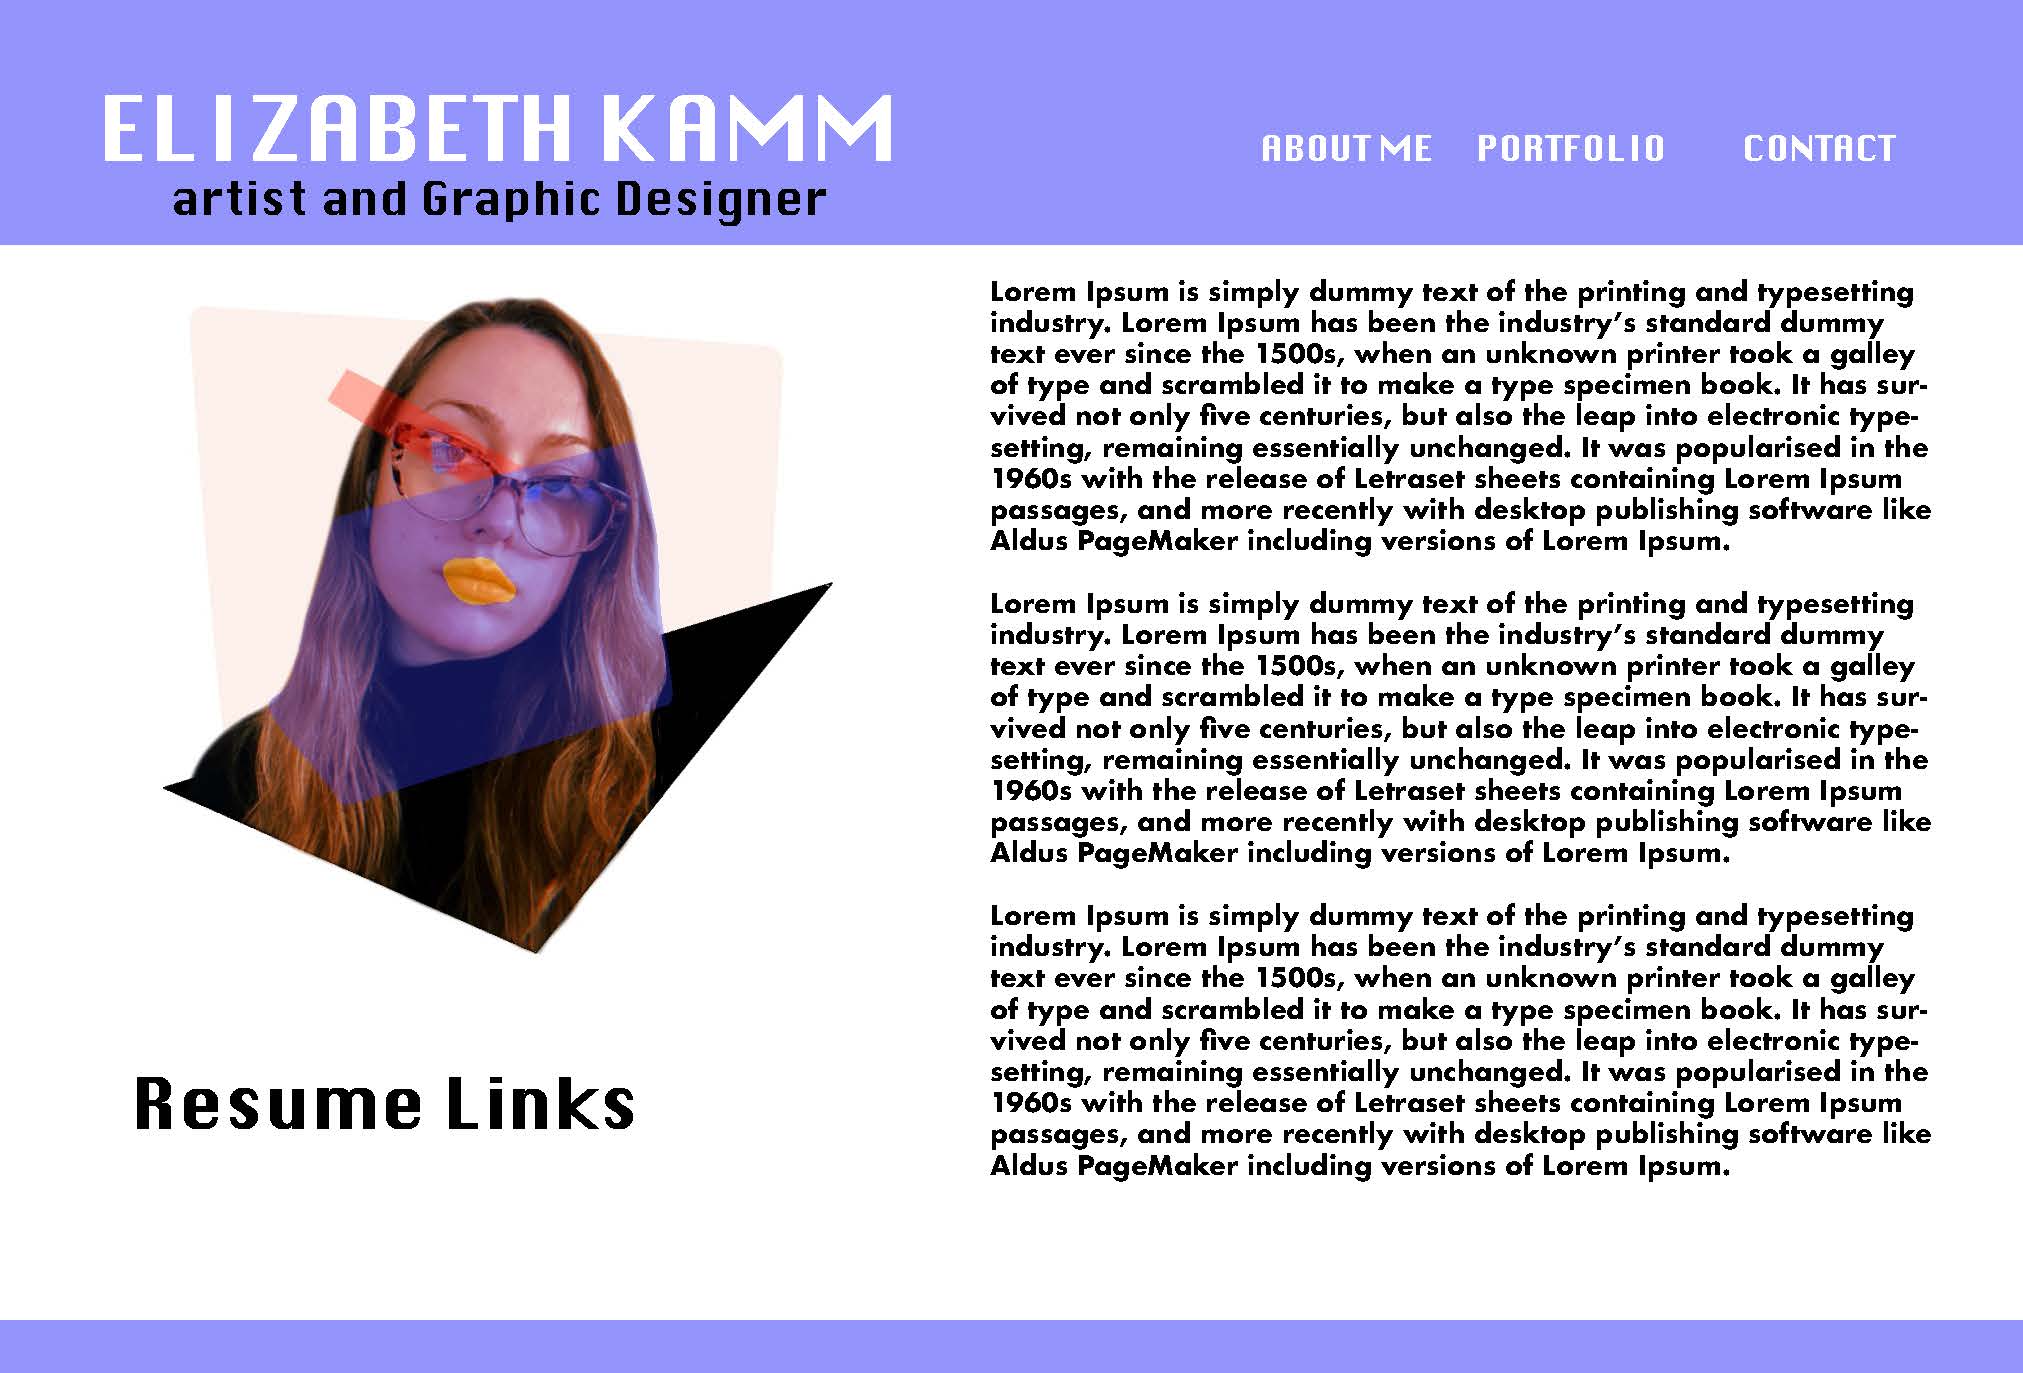 ELIZABETH KAMM
artist and Graphic Designer
ABOUT ME PORTFOLIO CONTACT
Lorem Ipsum is simply dummy text of the printing and typesetting
industry. Lorem Ipsum has been the industry’s standard dummy
text ever since the 1500s, when an unknown printer took a galley
of type and scrambled it to make a type specimen book. It has sur-
vived not only five centuries, but also the leap into electronic type-
setting, remaining essentially unchanged. It was popularised in the
1960s with the release of Letraset sheets containing Lorem Ipsum
passages, and more recently with desktop publishing software like
Aldus PageMaker including versions of Lorem Ipsum.
Lorem Ipsum is simply dummy text of the printing and typesetting
industry. Lorem Ipsum has been the industry’s standard dummy
text ever since the 1500s, when an unknown printer took a galley
of type and scrambled it to make a type specimen book. It has sur-
vived not only five centuries, but also the leap into electronic type-
setting, remaining essentially unchanged. It was popularised in the
1960s with the release of Letraset sheets containing Lorem Ipsum
passages, and more recently with desktop publishing software like
Aldus PageMaker including versions of Lorem Ipsum.
Lorem Ipsum is simply dummy text of the printing and typesetting
industry. Lorem Ipsum has been the industry’s standard dummy
text ever since the 1500s, when an unknown printer took a galley
of type and scrambled it to make a type specimen book. It has sur-
vived not only five centuries, but also the leap into electronic type-
setting, remaining essentially unchanged. It was popularised in the
1960s with the release of Letraset sheets containing Lorem Ipsum
passages, and more recently with desktop publishing software like
Aldus PageMaker including versions of Lorem Ipsum.
Resume Links